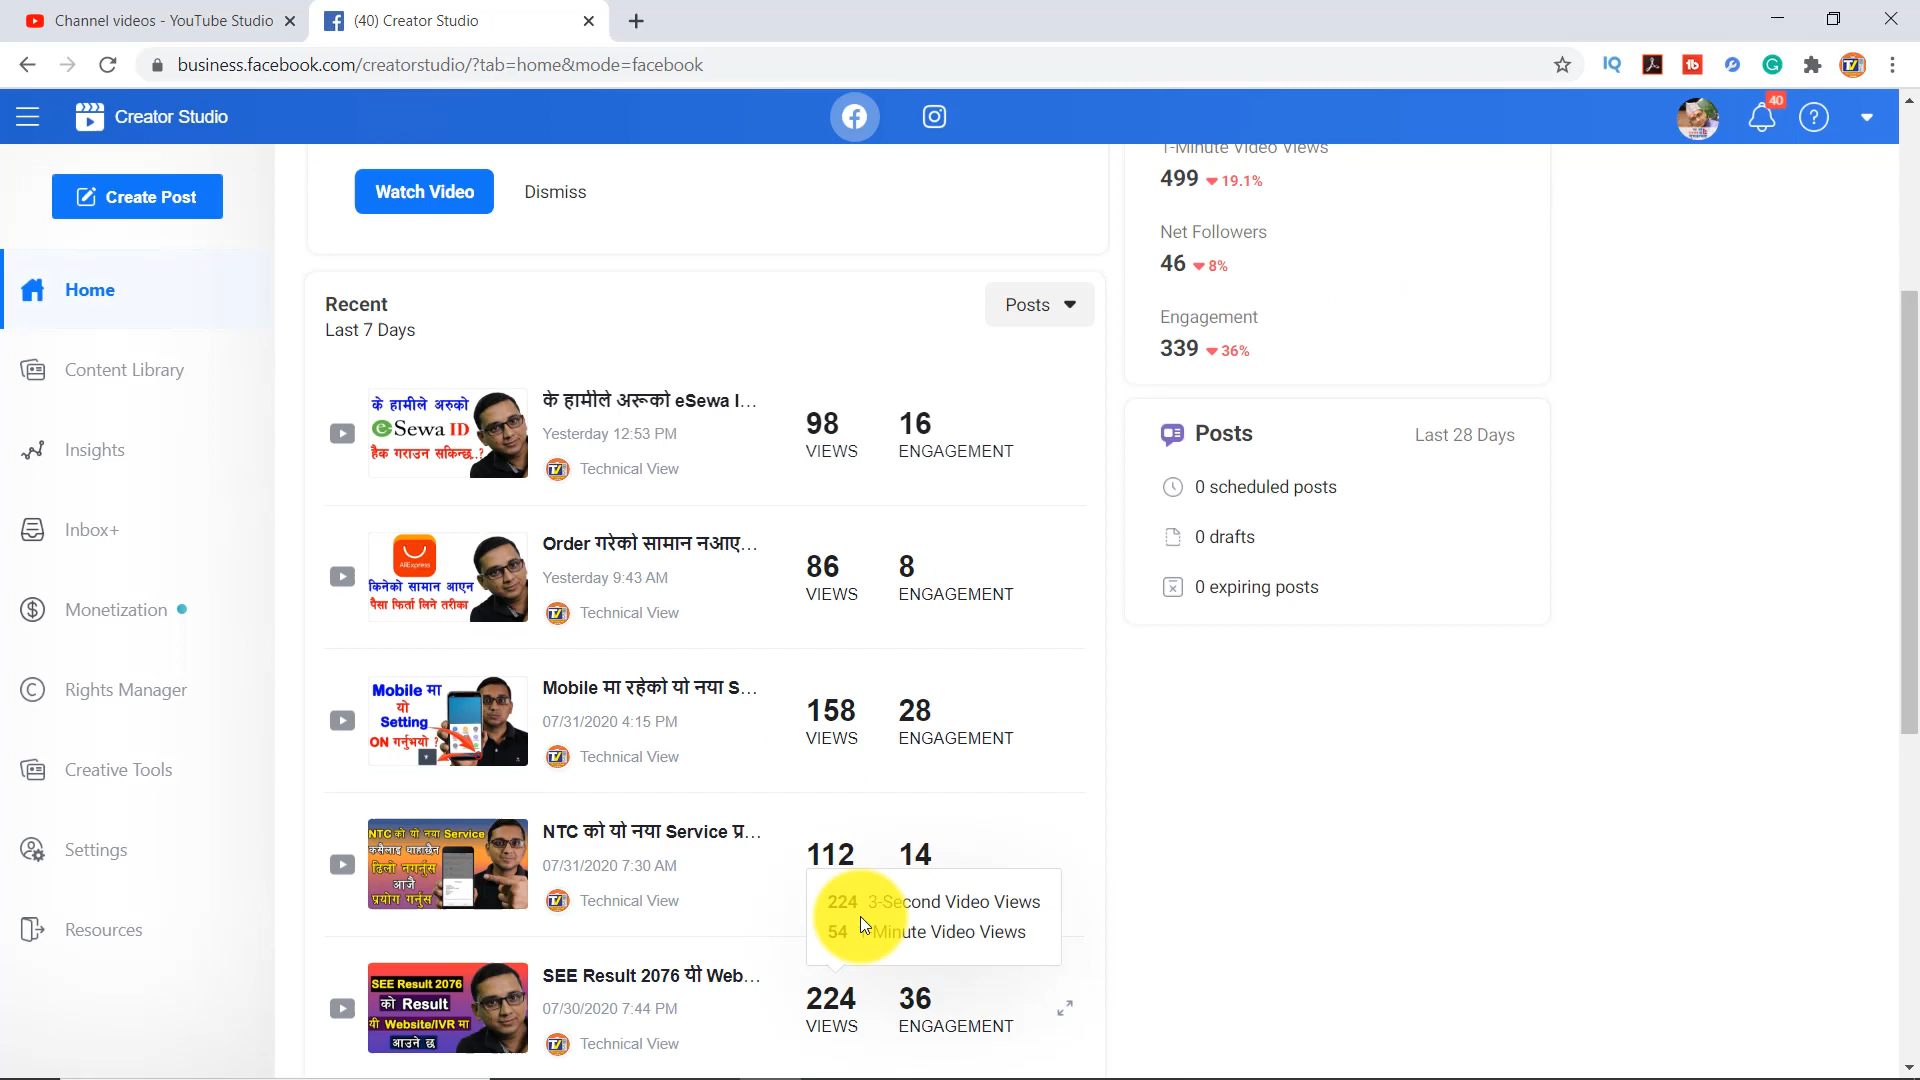 Channel videos - YouTube Studio
(40) Creator Studio
business.facebook.com/creatorstudio/?tab=home&mode=facebook
Creator Studio
40
Create Post
Home
Content Library
Insights
Inbox+
Monetization
Rights Manager
Creative Tools
Settings
Resources
Watch Video
Dismiss
Recent
Last 7 Days
Posts
के हामीले अरुको
eSewa ID
हैक गराउन सकिन्छ..?
के हामीले अरूको eSewa I...
Yesterday 12:53 PM
Technical View
98
VIEWS
16
ENGAGEMENT
AliExpress
किनेको सामान आएन
पैसा फिर्ता लिने तरीका
Order गरेको सामान नआए...
Yesterday 9:43 AM
Technical View
86
VIEWS
8
ENGAGEMENT
Mobile मा
यो
Setting
ON गर्नुभयो ?
Mobile मा रहेको यो नया S...
07/31/2020 4:15 PM
Technical View
158
VIEWS
28
ENGAGEMENT
NTC को यो नया Service
ढिलो नगर्नुस
आजै
प्रयोग गर्नुस
NTC को यो नया Service प्र...
07/31/2020 7:30 AM
Technical View
112
14
224 3-Second Video Views
54 Minute Video Views
SEE Result 2076
को Result
यी Website/IVR मा
आउने छ
SEE Result 2076 यी Web...
07/30/2020 7:44 PM
Technical View
224
VIEWS
36
ENGAGEMENT
1-Minute Video Views
499 19.1%
Net Followers
46 8%
Engagement
339 36%
Posts
Last 28 Days
0 scheduled posts
0 drafts
0 expiring posts